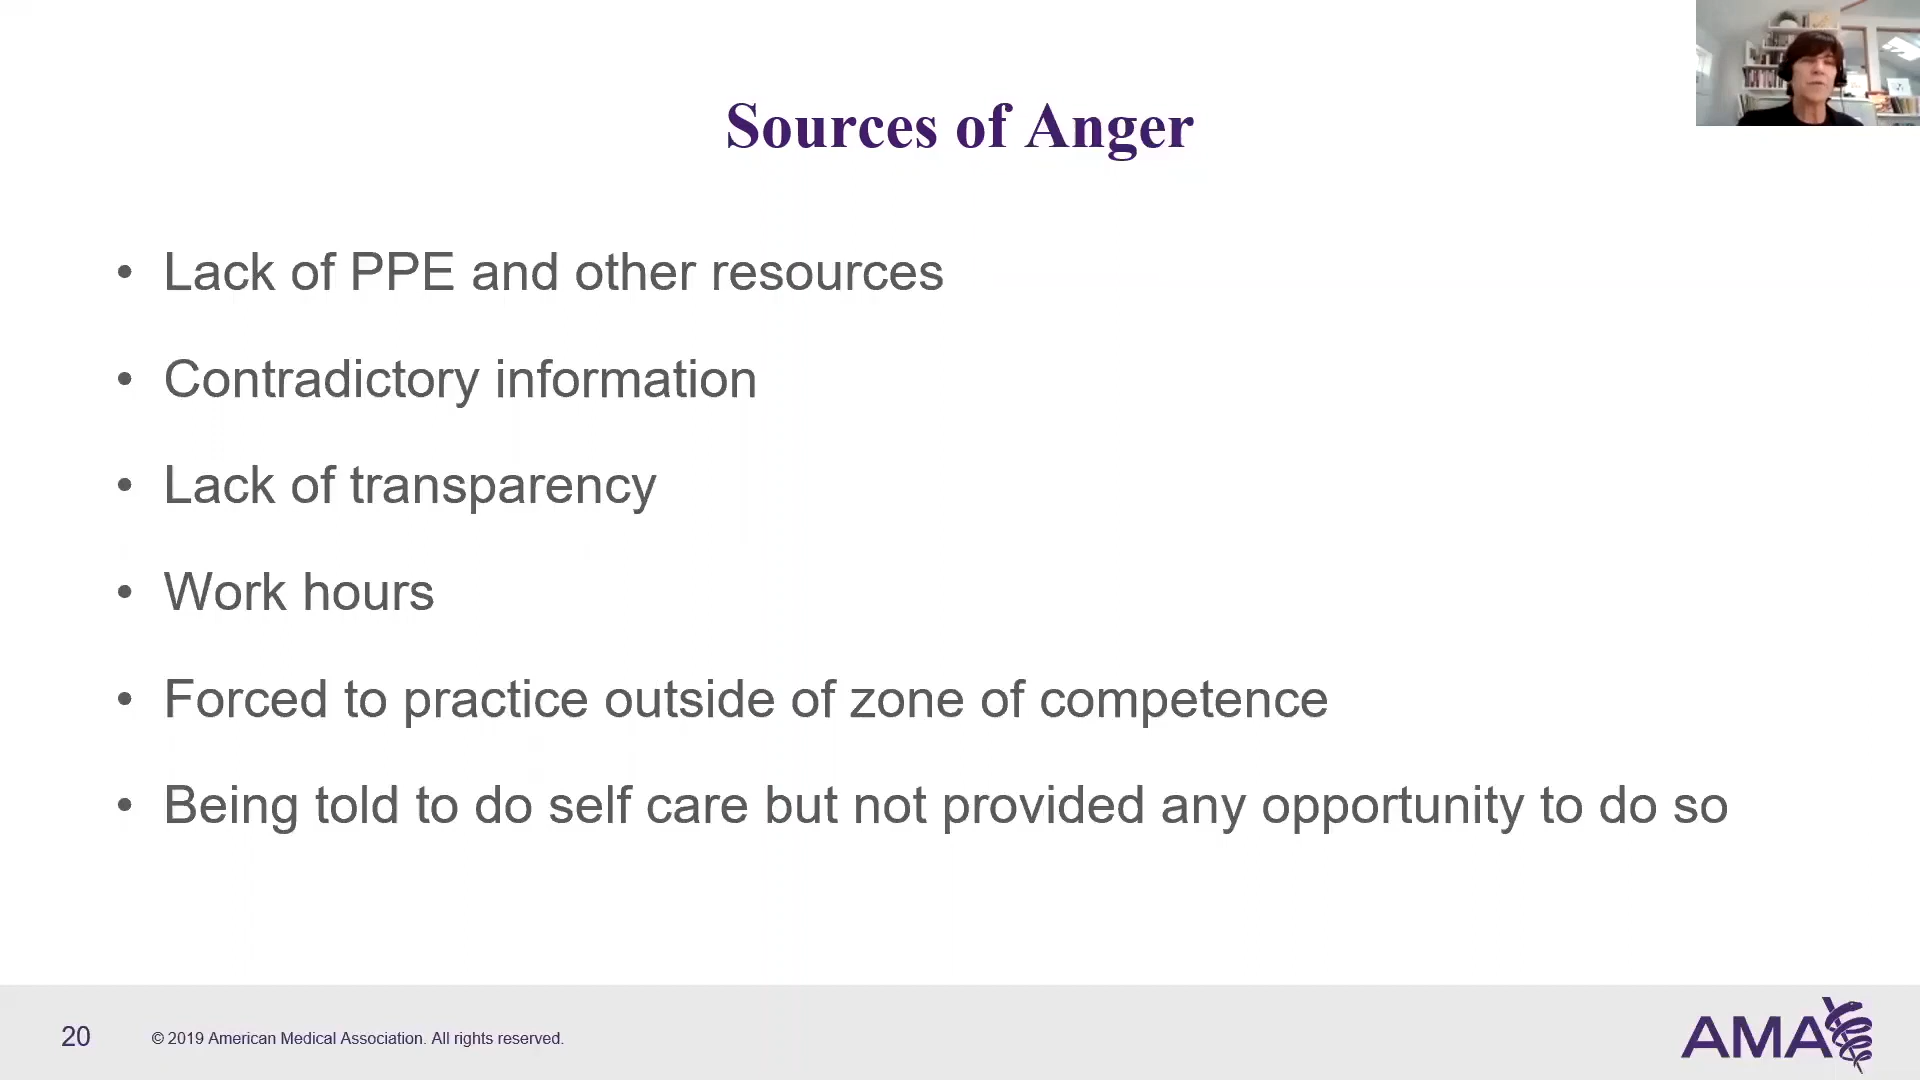 Sources of Anger
• Lack of PPE and other resources
• Contradictory information
• Lack of transparency
• Work hours
• Forced to practice outside of zone of competence
• Being told to do self care but not provided any opportunity to do so
20
© 2019 American Medical Association. All rights reserved.
AMA